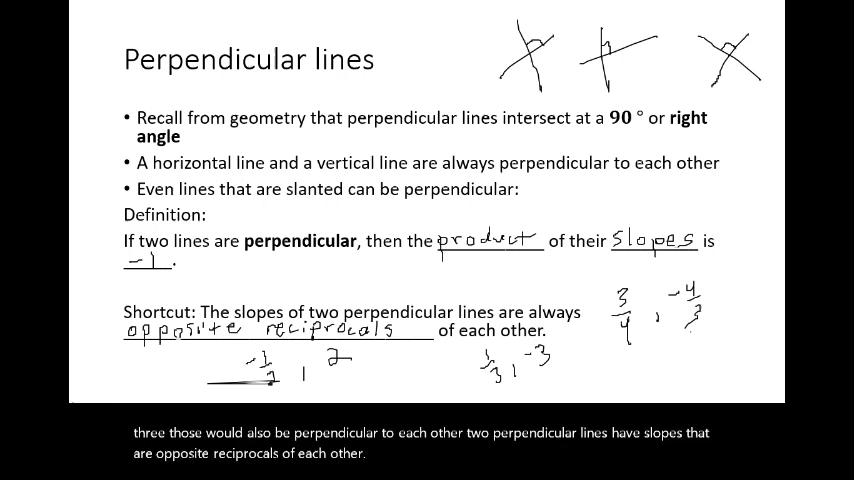 Perpendicular lines
• Recall from geometry that perpendicular lines intersect at a 90 ° or right
angle
• A horizontal line and a vertical line are always perpendicular to each other
• Even lines that are slanted can be perpendicular:
Definition:
If two lines are perpendicular, then the product of their slopes is
-1.
Shortcut: The slopes of two perpendicular lines are always
opposite reciprocals of each other.
3/4, -4/3
-1/2, 2
1/3, -3
three those would also be perpendicular to each other two perpendicular lines have slopes that
are opposite reciprocals of each other.